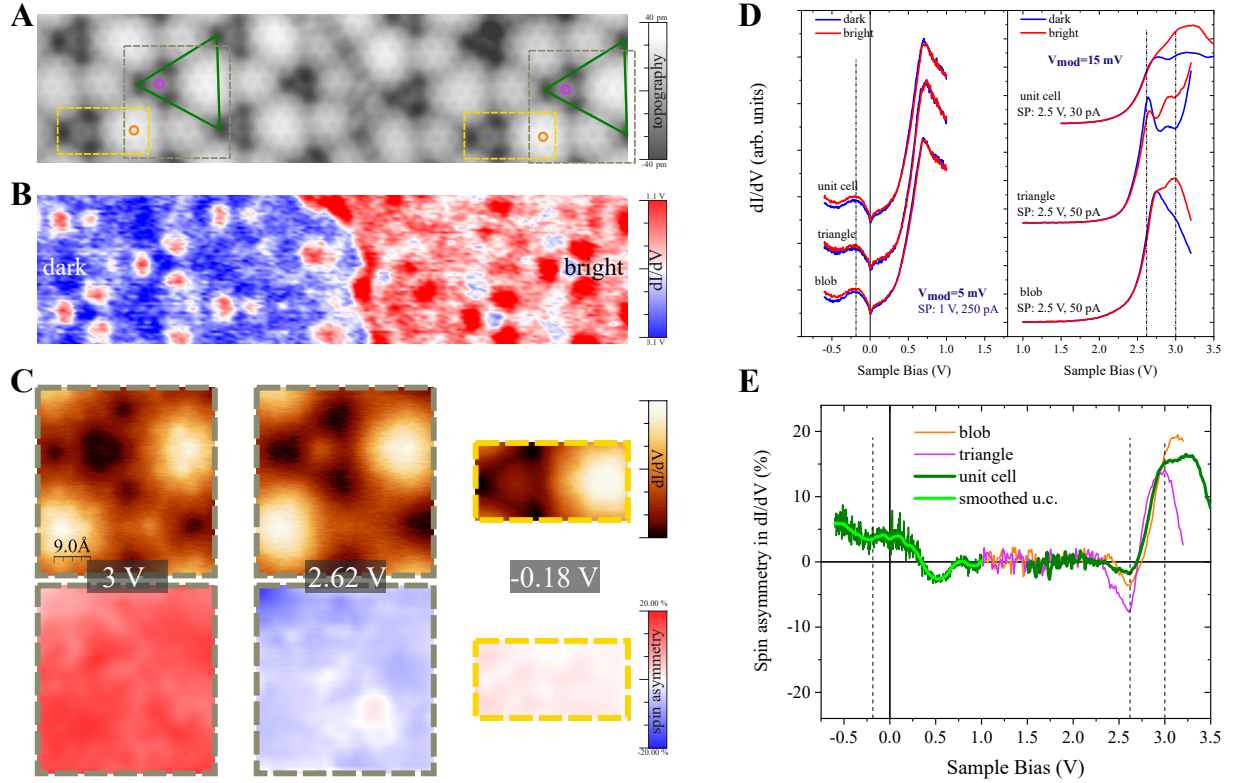 A
40 pm
topography
-40 pm
B
1.1 V
dI/dV
0.1 V
dark
bright
C
9.0Å
3 V
2.62 V
-0.18 V
dI/dV
20.00 %
spin asymmetry
-20.00 %
D
dark
bright
unit cell
triangle
blob
Vmod=5 mV
SP: 1 V, 250 pA
dI/dV (arb. units)
0.0 0.5 1.0 1.5
Sample Bias (V)
dark
bright
Vmod=15 mV
unit cell
SP: 2.5 V, 30 pA
triangle
SP: 2.5 V, 50 pA
blob
SP: 2.5 V, 50 pA
1.0 1.5 2.0 2.5 3.0 3.5
Sample Bias (V)
E
blob
triangle
unit cell
smoothed u.c.
Spin asymmetry in dI/dV (%)
20
10
0
-10
-20
-0.5 0.0 0.5 1.0 1.5 2.0 2.5 3.0 3.5
Sample Bias (V)